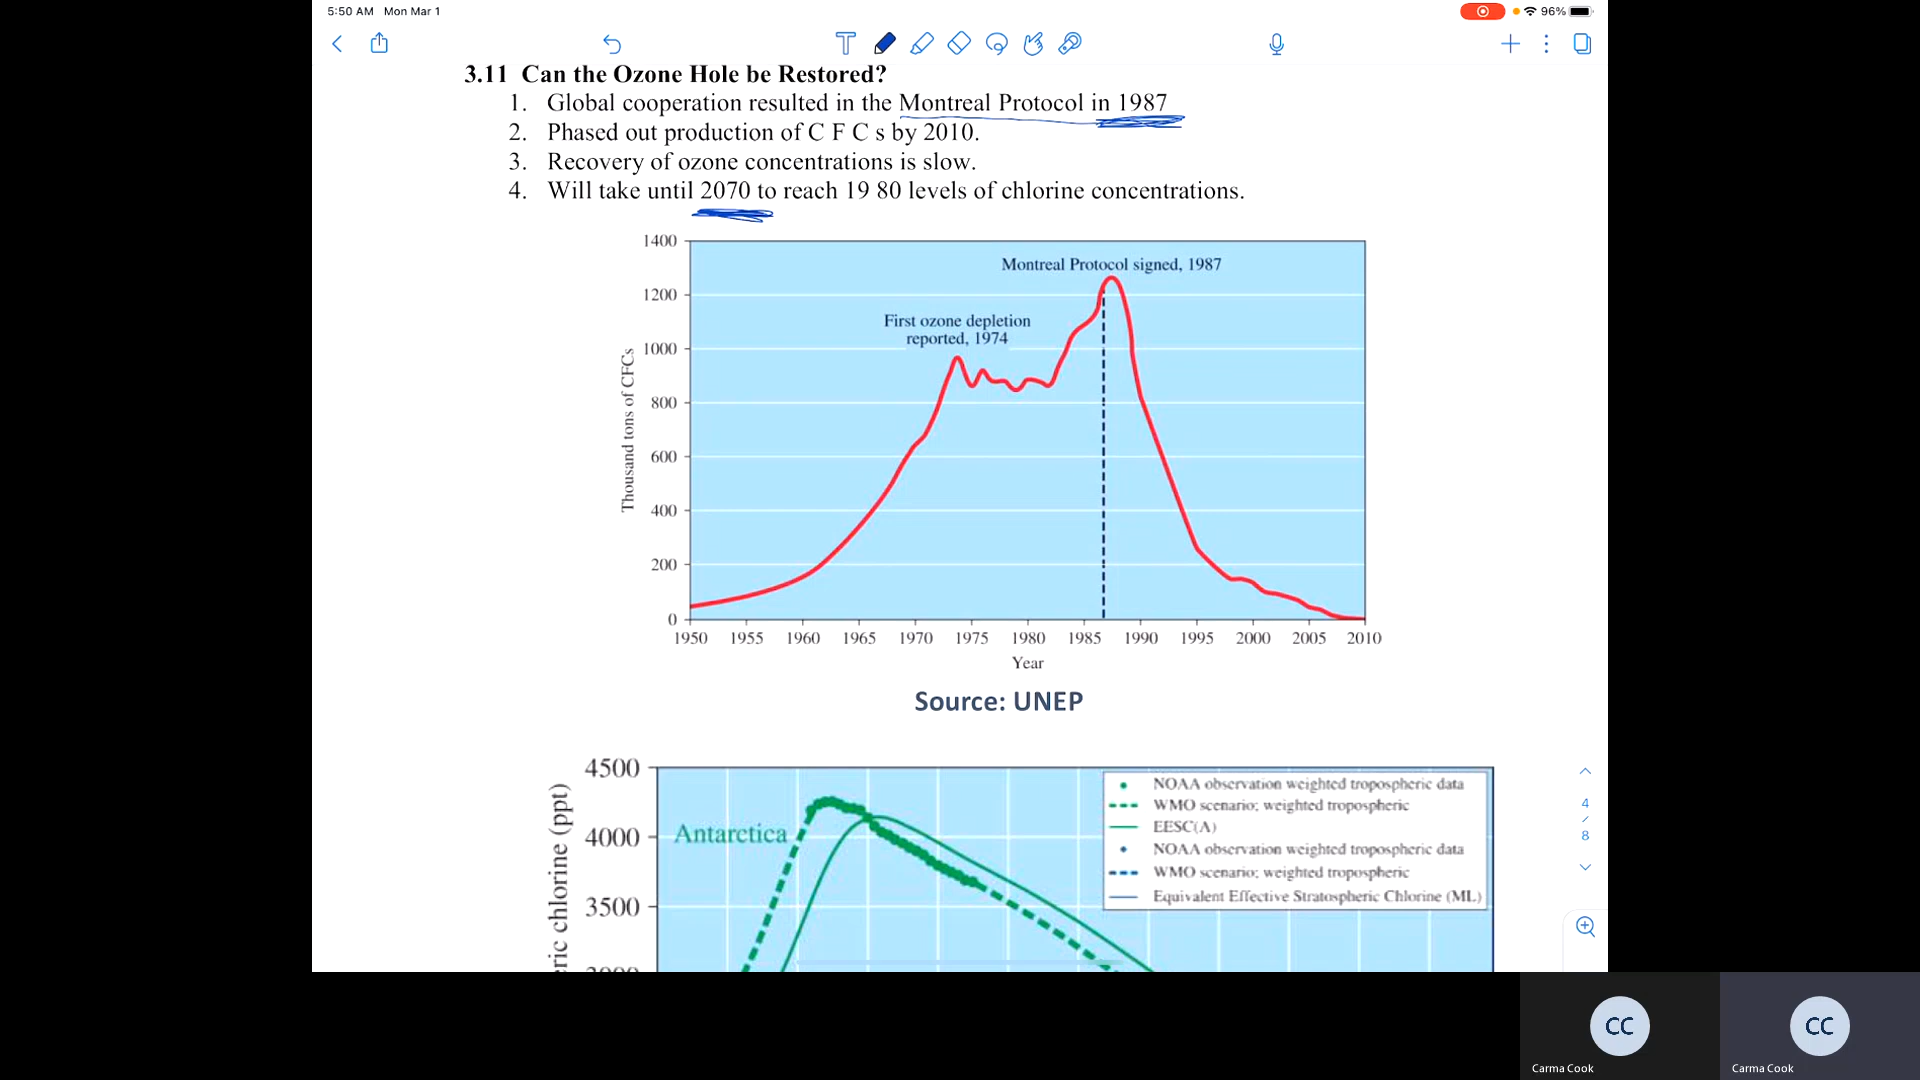 5:50 AM Mon Mar 1
96%
3.11 Can the Ozone Hole be Restored?
1. Global cooperation resulted in the Montreal Protocol in 1987
2. Phased out production of C F C s by 2010.
3. Recovery of ozone concentrations is slow.
4. Will take until 2070 to reach 19 80 levels of chlorine concentrations.
1400
Montreal Protocol signed, 1987
1200
First ozone depletion
reported, 1974
1000
Thousand tons of CFCs
800
600
400
200
0
1950 1955 1960 1965 1970 1975 1980 1985 1990 1995 2000 2005 2010
Year
Source: UNEP
4500
NOAA observation weighted tropospheric data
WMO scenario; weighted tropospheric
EESC(A)
NOAA observation weighted tropospheric data
WMO scenario; weighted tropospheric
Equivalent Effective Stratospheric Chlorine (ML)
Antarctica
4000
3500
chlorine (ppt)
4
8
CC CC
Carma Cook Carma Cook